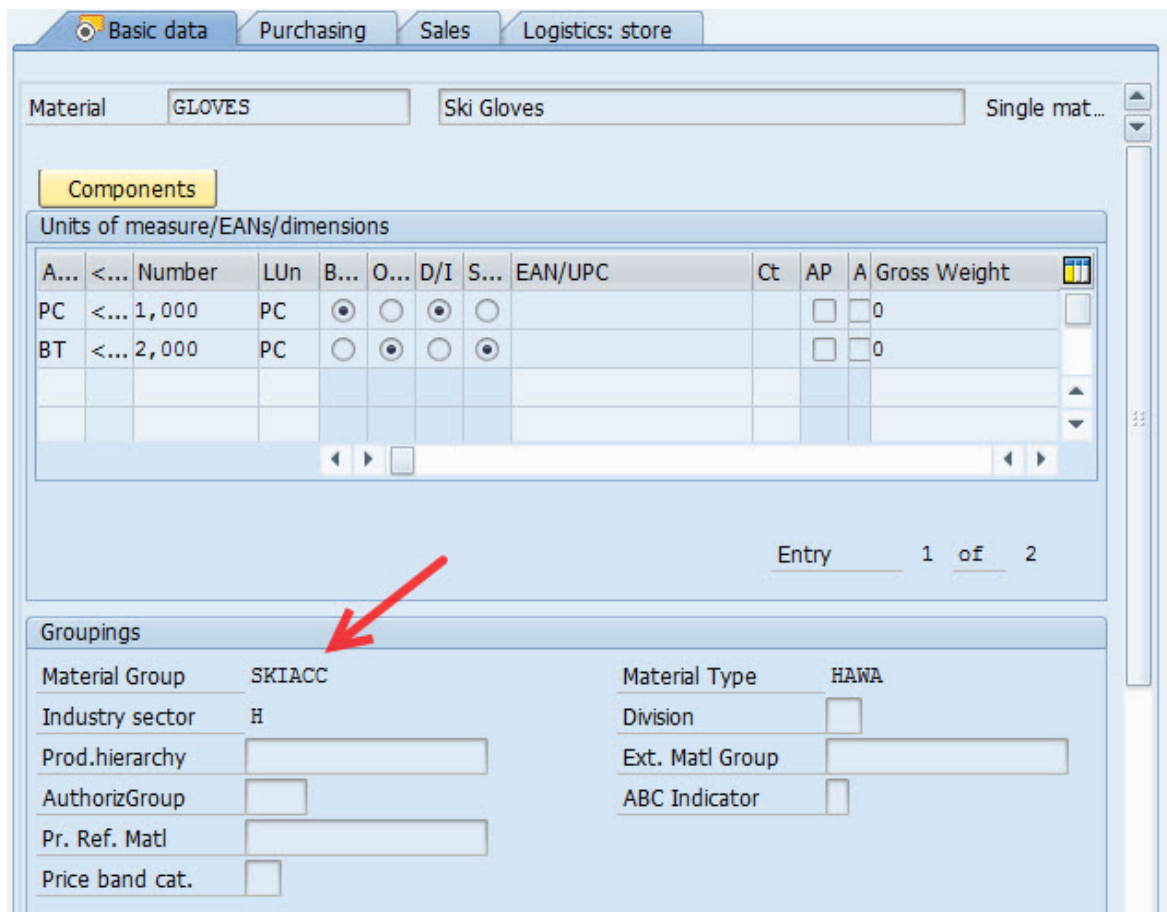 Basic data Purchasing Sales Logistics: store
Material GLOVES Ski Gloves Single mat...
Components
Units of measure/EANs/dimensions
A... <... Number LUn B... O... D/I S... EAN/UPC Ct AP A Gross Weight
PC <... 1,000 PC 0
BT <... 2,000 PC 0
Entry 1 of 2
Groupings
Material Group SKIACC Material Type HAWA
Industry sector H Division
Prod.hierarchy Ext. Matl Group
AuthorizGroup ABC Indicator
Pr. Ref. Matl
Price band cat.